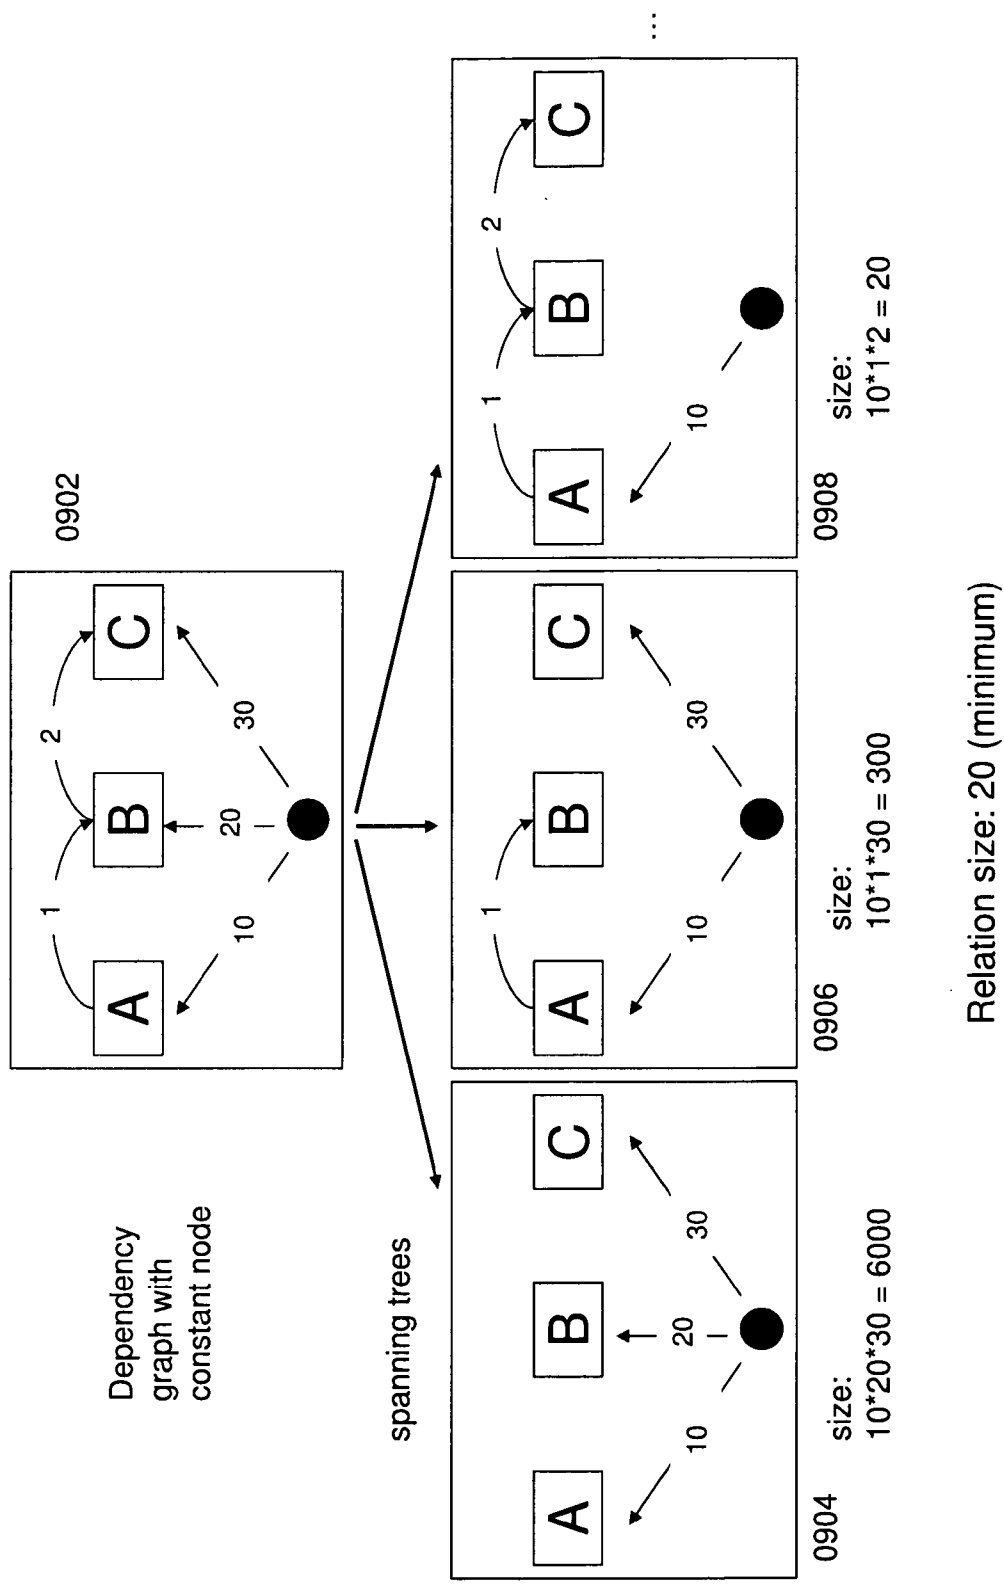 Dependency
graph with
constant node
0902
A
B
C
1
2
10
20
30
spanning trees
A
B
C
10
20
30
0904
size:
10*20*30 = 6000
A
B
C
1
10
30
0906
size:
10*1*30 = 300
A
B
C
1
2
10
0908
size:
10*1*2 = 20
...
Relation size: 20 (minimum)